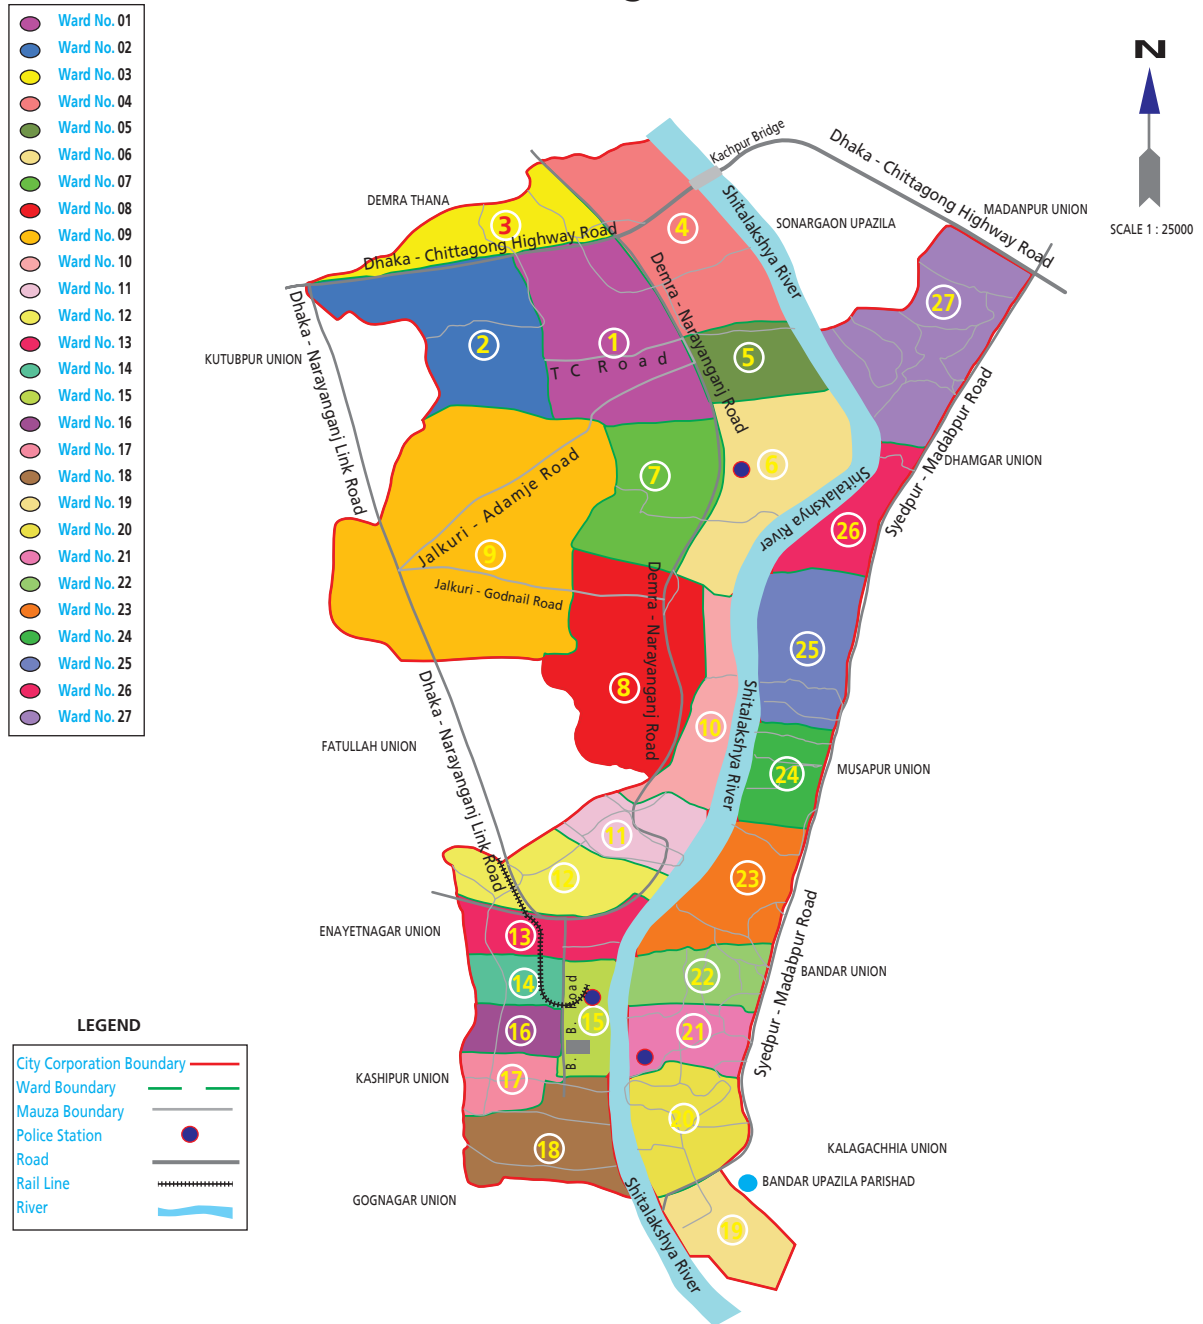 Ward No. 01
Ward No. 02
Ward No. 03
Ward No. 04
Ward No. 05
Ward No. 06
Ward No. 07
Ward No. 08
Ward No. 09
Ward No. 10
Ward No. 11
Ward No. 12
Ward No. 13
Ward No. 14
Ward No. 15
Ward No. 16
Ward No. 17
Ward No. 18
Ward No. 19
Ward No. 20
Ward No. 21
Ward No. 22
Ward No. 23
Ward No. 24
Ward No. 25
Ward No. 26
Ward No. 27
N
SCALE 1 : 25000
Kachpur Bridge
Dhaka - Chittagong Highway Road
MADANPUR UNION
DEMRA THANA
SONARGAON UPAZILA
Shitalakshya River
3
4
Dhaka - Chittagong Highway Road
Demra - Narayanganj Road
27
Dhaka - Narayanganj Link Road
KUTUBPUR UNION
2
1
5
T C Road
Syedpur - Madabpur Road
DHAMGAR UNION
Jalkuri - Adamje Road
7
6
Shitalakshya River
26
9
Jalkuri - Godnail Road
Demra - Narayanganj Road
25
8
10
Shitalakshya River
Dhaka - Narayanganj Link Road
FATULLAH UNION
24
MUSAPUR UNION
11
12
23
ENAYETNAGAR UNION
13
Syedpur - Madabpur Road
BANDAR UNION
14
22
B. B. Road
15
16
21
17
KASHIPUR UNION
20
18
KALAGACHHIA UNION
BANDAR UPAZILA PARISHAD
GOGNAGAR UNION
Shitalakshya River
19
LEGEND
City Corporation Boundary
Ward Boundary
Mauza Boundary
Police Station
Road
Rail Line
River